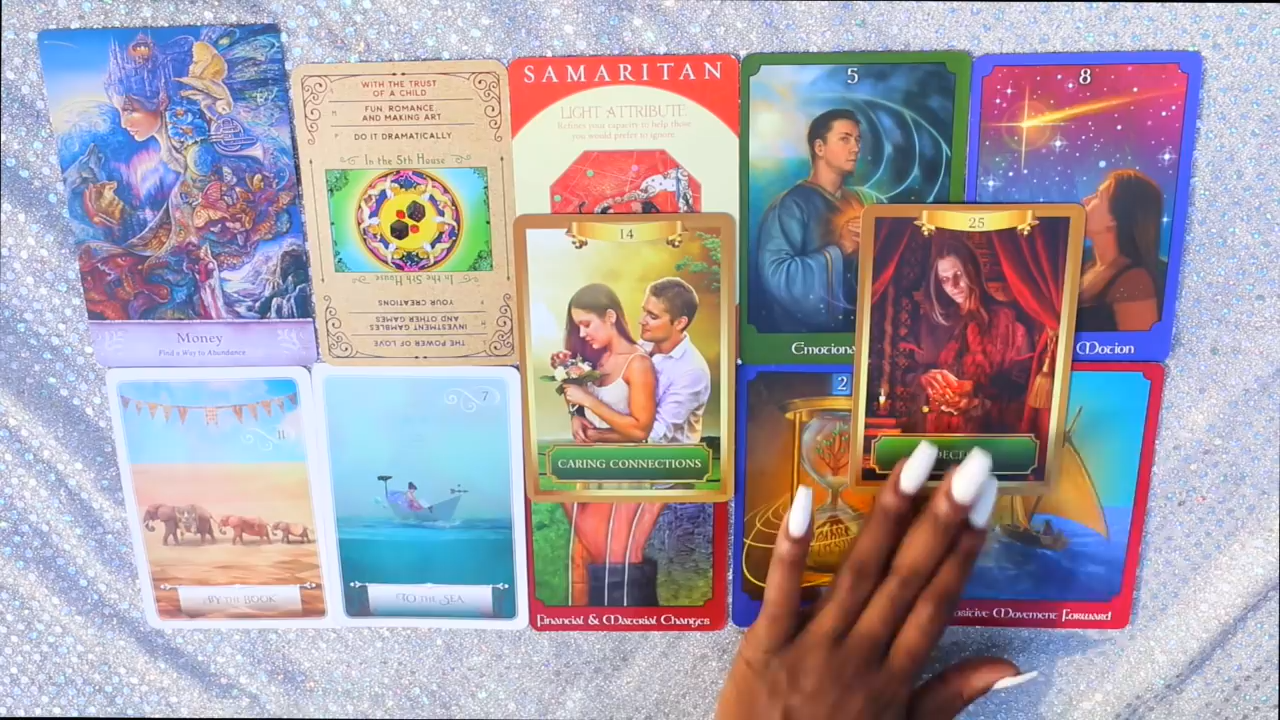 Money
Find a Way to Abundance
WITH THE TRUST
OF A CHILD
FUN, ROMANCE,
AND MAKING ART
DO IT DRAMATICALLY
In the 5th House
In the 5th House
YOUR CREATIONS
INVESTMENT GAMBLES
AND OTHER GAMES
THE POWER OF LOVE
SAMARITAN
LIGHT ATTRIBUTE
Refines your capacity to help those
you would prefer to ignore
14
CARING CONNECTIONS
5
Emotiona
8
Motion
25
11
BY THE BOOK
7
TO THE SEA
Financial & Material Changes
2
ositive Movement Forward